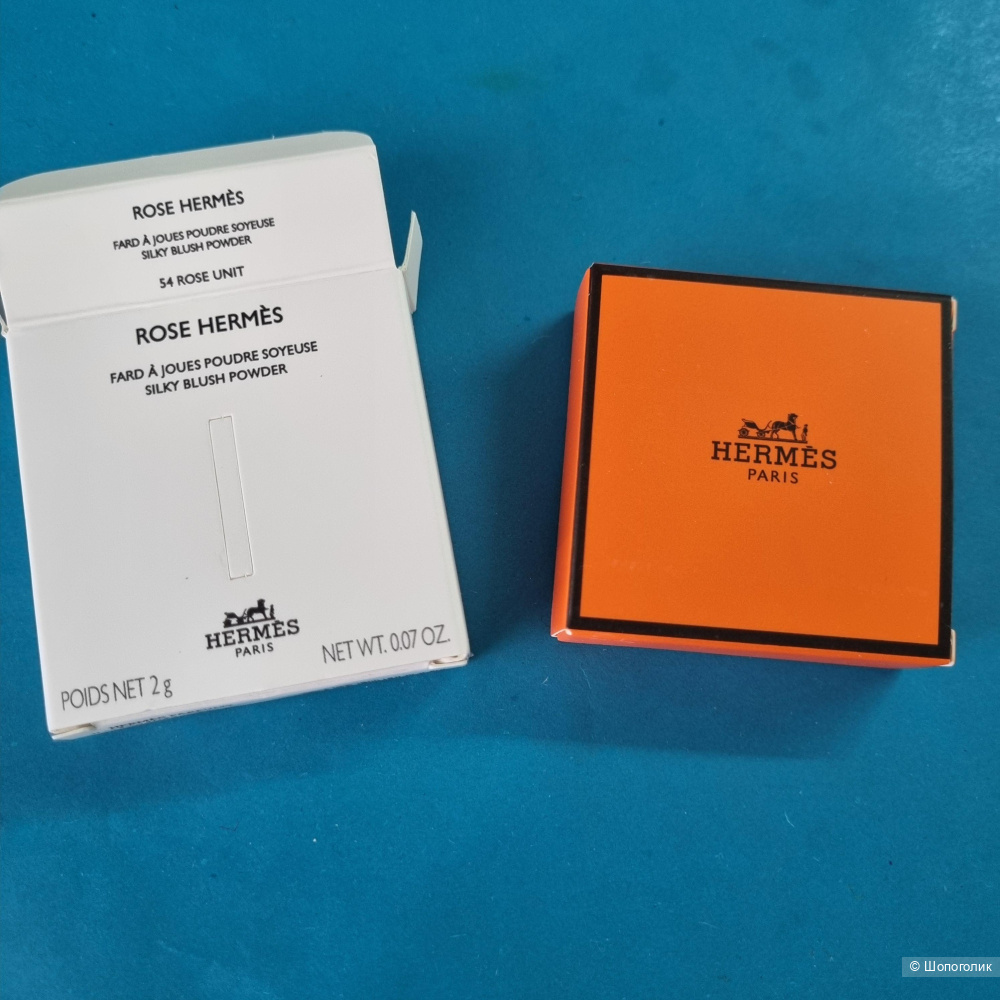 ROSE HERMÈS
FARD À JOUES POUDRE SOYEUSE
SILKY BLUSH POWDER
54 ROSE UNIT
ROSE HERMÈS
FARD À JOUES POUDRE SOYEUSE
SILKY BLUSH POWDER
HERMÈS
PARIS
POIDS NET 2 g
NET WT. 0.07 OZ.
HERMÈS
PARIS
© Шопоголик